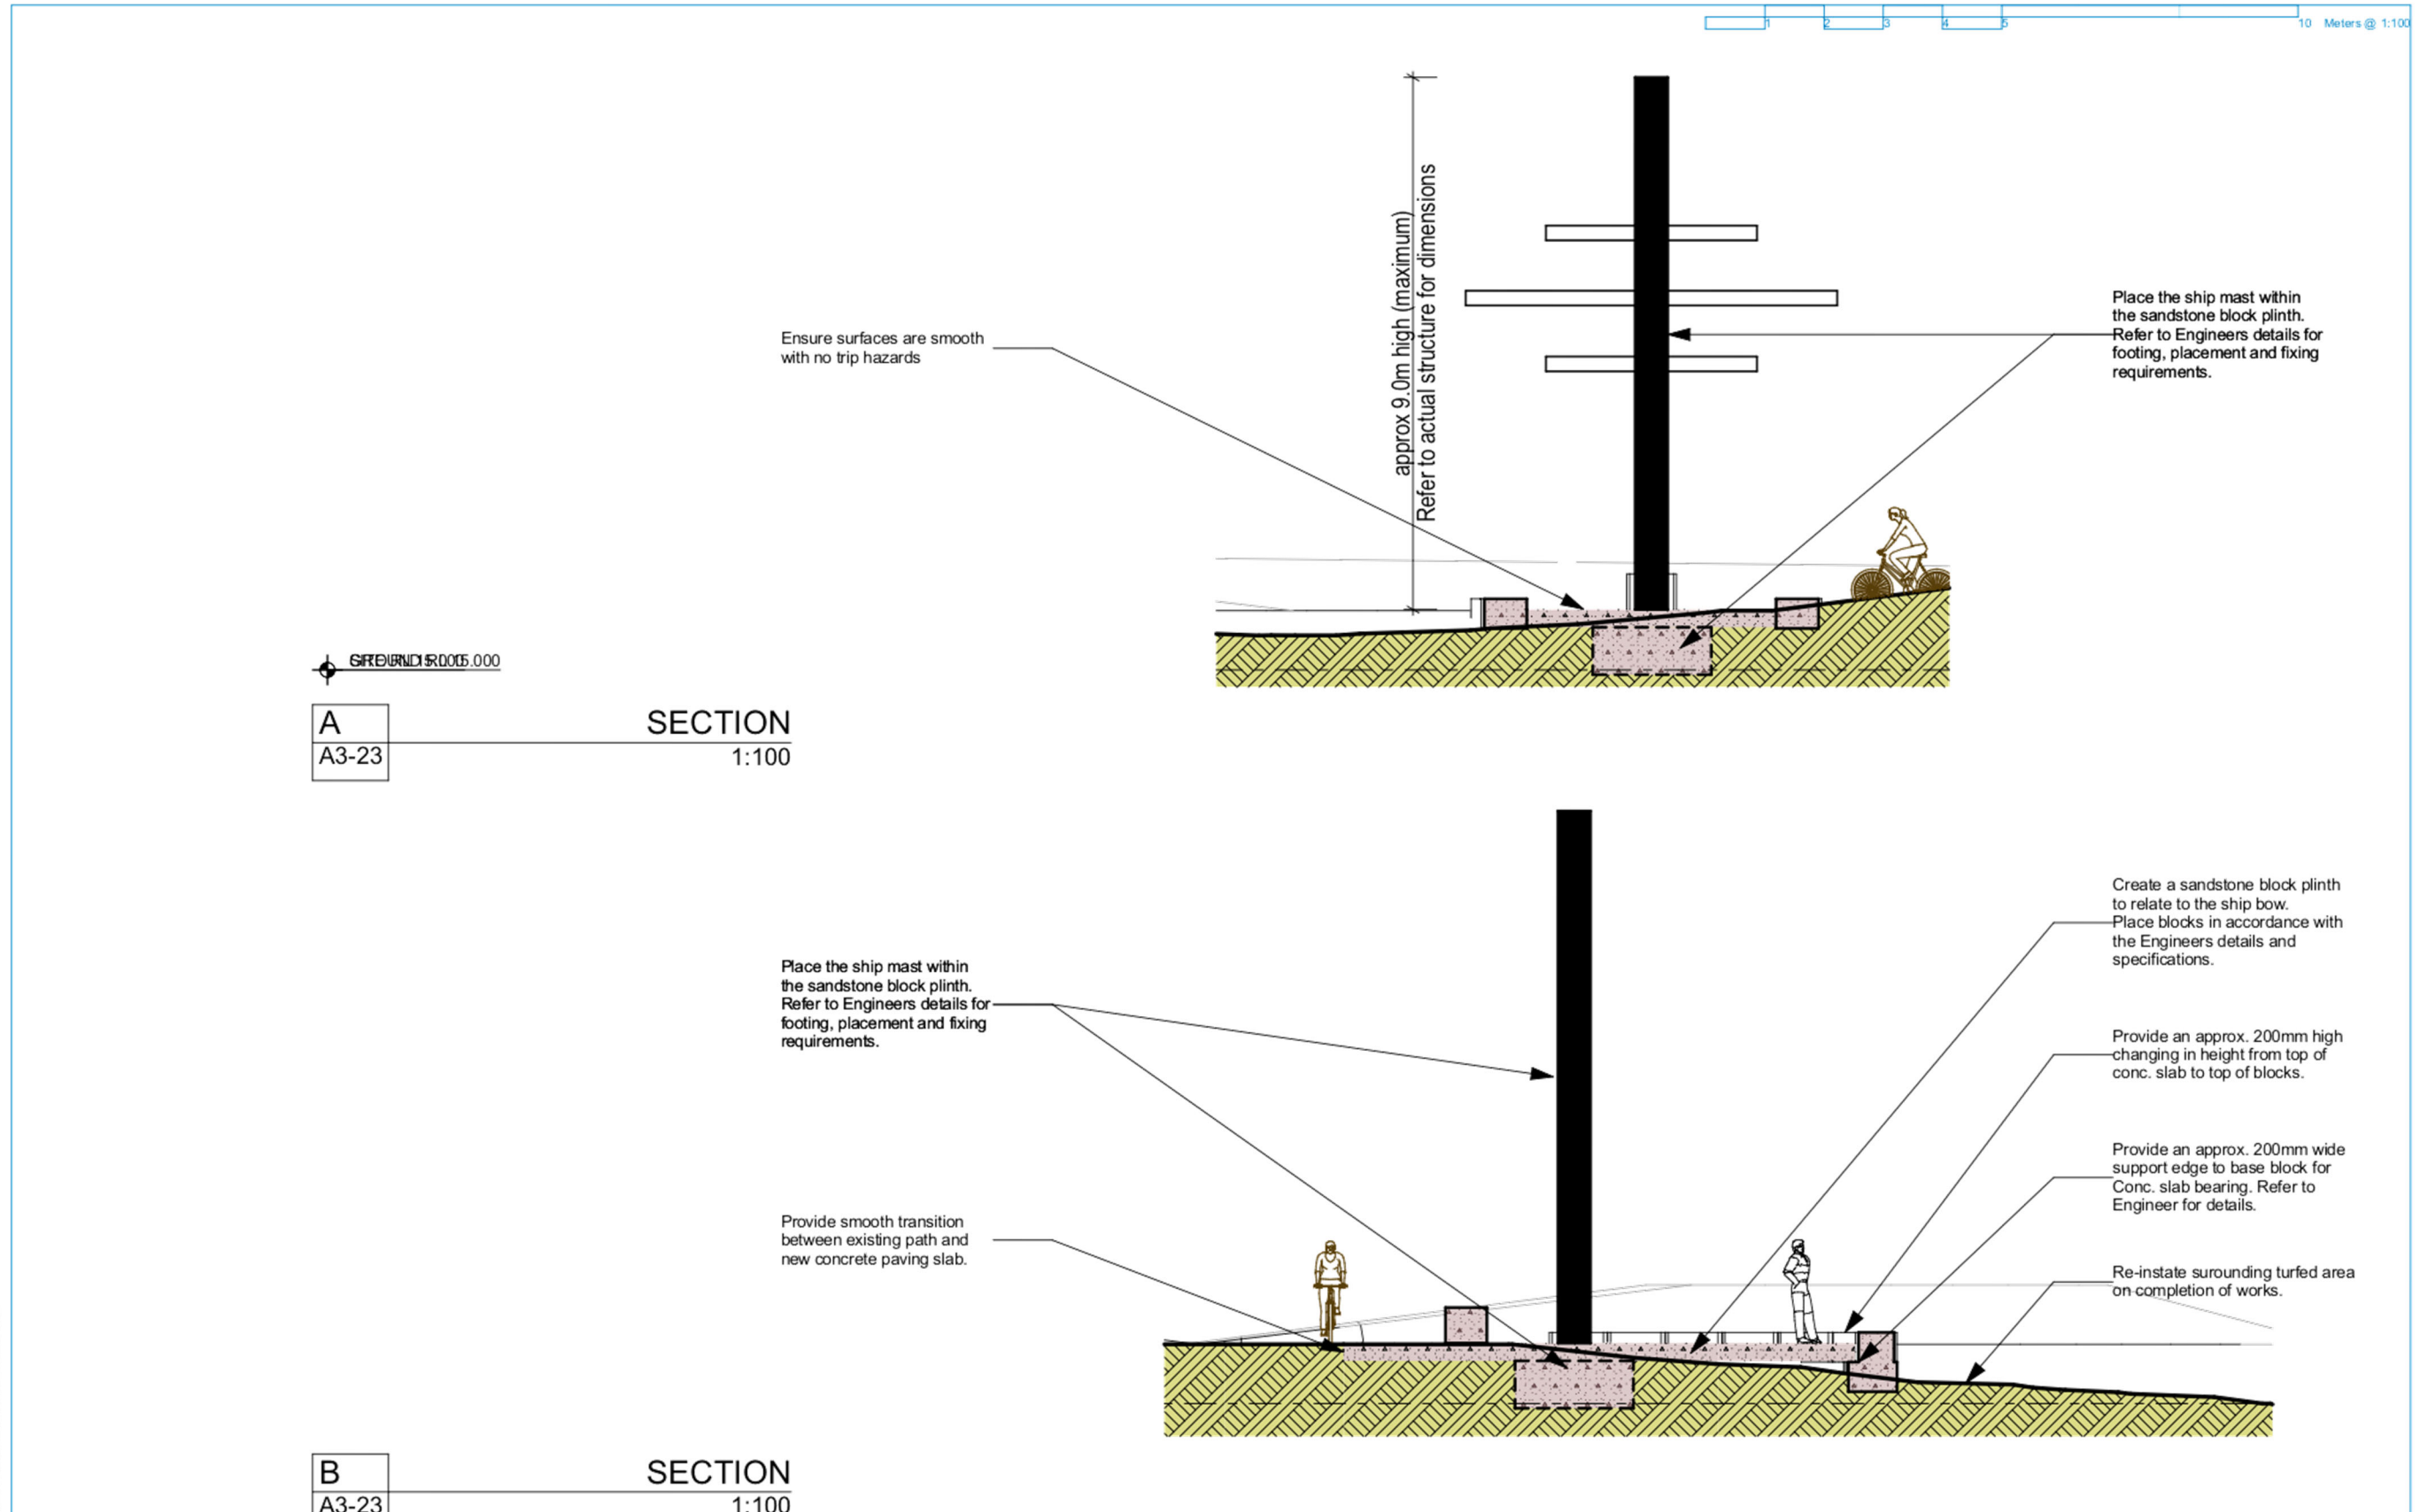 1 2 3 4 5 10 Meters @ 1:100
approx 9.0m high (maximum)
Refer to actual structure for dimensions
Ensure surfaces are smooth
with no trip hazards
Place the ship mast within
the sandstone block plinth.
Refer to Engineers details for
footing, placement and fixing
requirements.
A SECTION
A3-23 1:100
Place the ship mast within
the sandstone block plinth.
Refer to Engineers details for
footing, placement and fixing
requirements.
Provide smooth transition
between existing path and
new concrete paving slab.
Create a sandstone block plinth
to relate to the ship bow.
Place blocks in accordance with
the Engineers details and
specifications.
Provide an approx. 200mm high
changing in height from top of
conc. slab to top of blocks.
Provide an approx. 200mm wide
support edge to base block for
Conc. slab bearing. Refer to
Engineer for details.
Re-instate surounding turfed area
on completion of works.
B SECTION
A3-23 1:100